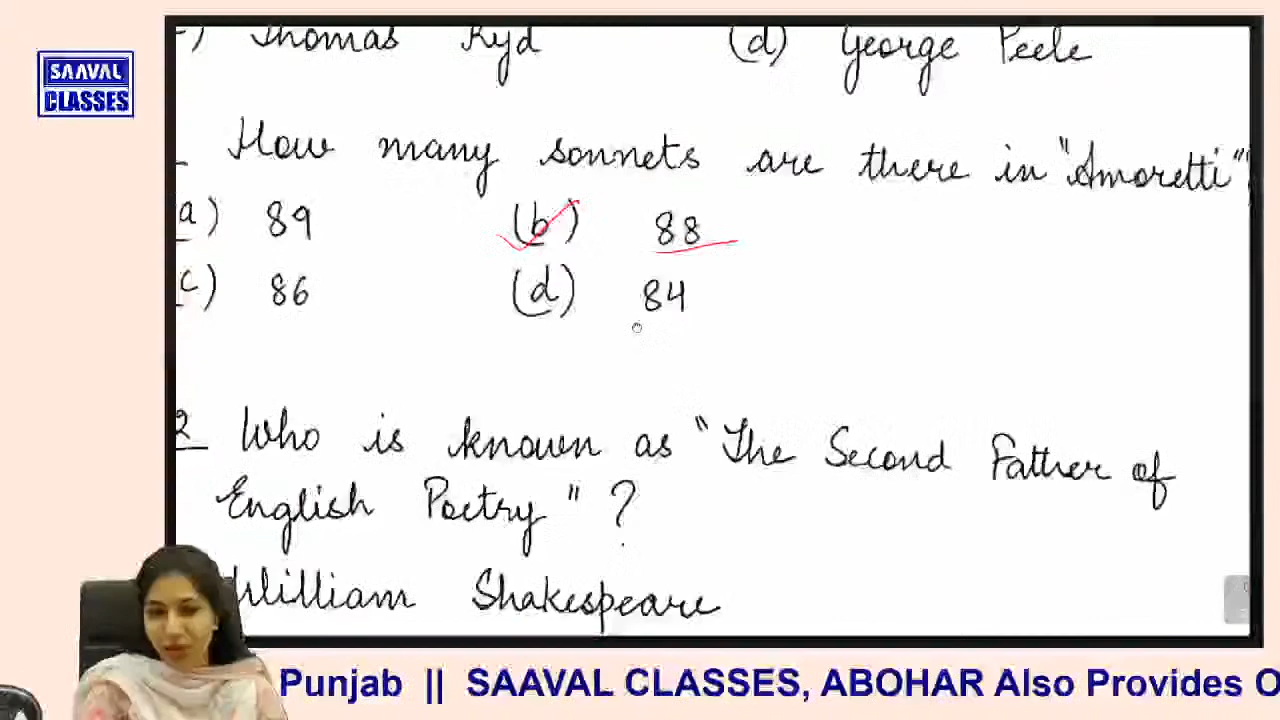 SAAVAL
CLASSES
Thomas Kyd (d) George Peele
How many sonnets are there in "Amoretti"
a) 89 (b) 88
c) 86 (d) 84
2 Who is known as "The Second Father of
English Poetry" ?
William Shakespeare
Punjab || SAAVAL CLASSES, ABOHAR Also Provides O